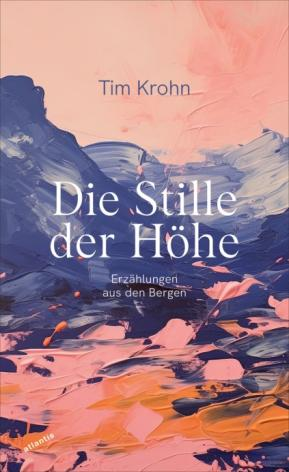 Tim Krohn
Die Stille
der Höhe
Erzählungen
aus den Bergen
atlantis